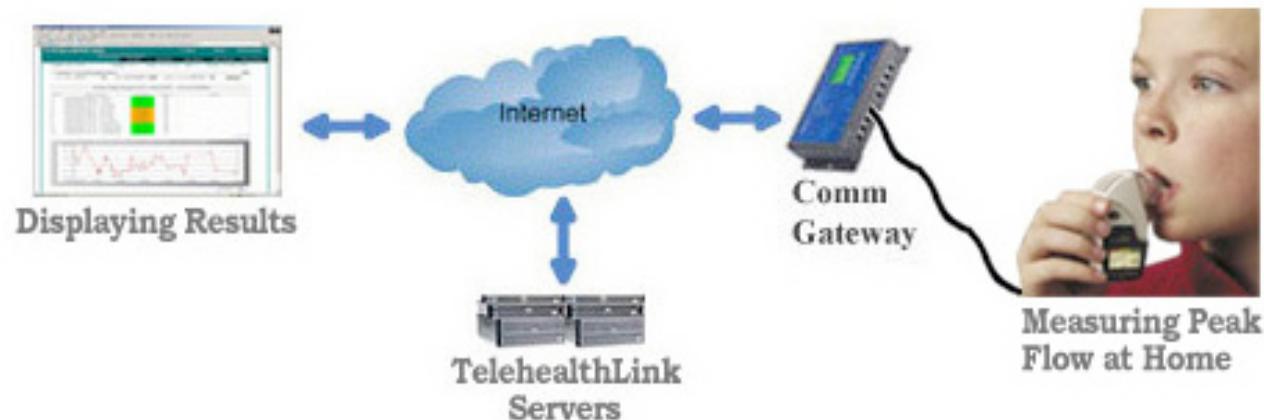 Internet
Displaying Results
Comm
Gateway
TelehealthLink
Servers
Measuring Peak
Flow at Home